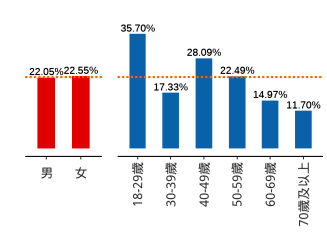 35.70%
28.09%
22.05% 22.55%
22.49%
17.33%
14.97%
11.70%
男
女
18-29歲
30-39歲
40-49歲
50-59歲
60-69歲
70歲及以上